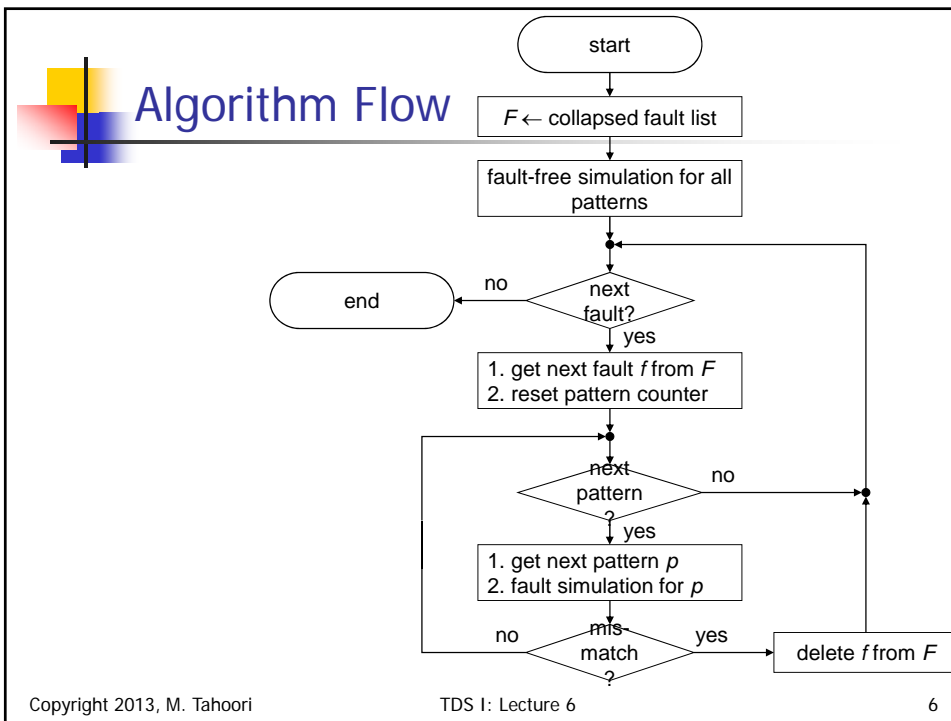 Algorithm Flow
start
F ← collapsed fault list
fault-free simulation for all
patterns
next
fault?
no
end
yes
1. get next fault f from F
2. reset pattern counter
next
pattern
?
no
yes
1. get next pattern p
2. fault simulation for p
mis-
match
?
no
yes
delete f from F
Copyright 2013, M. Tahoori
TDS I: Lecture 6
6